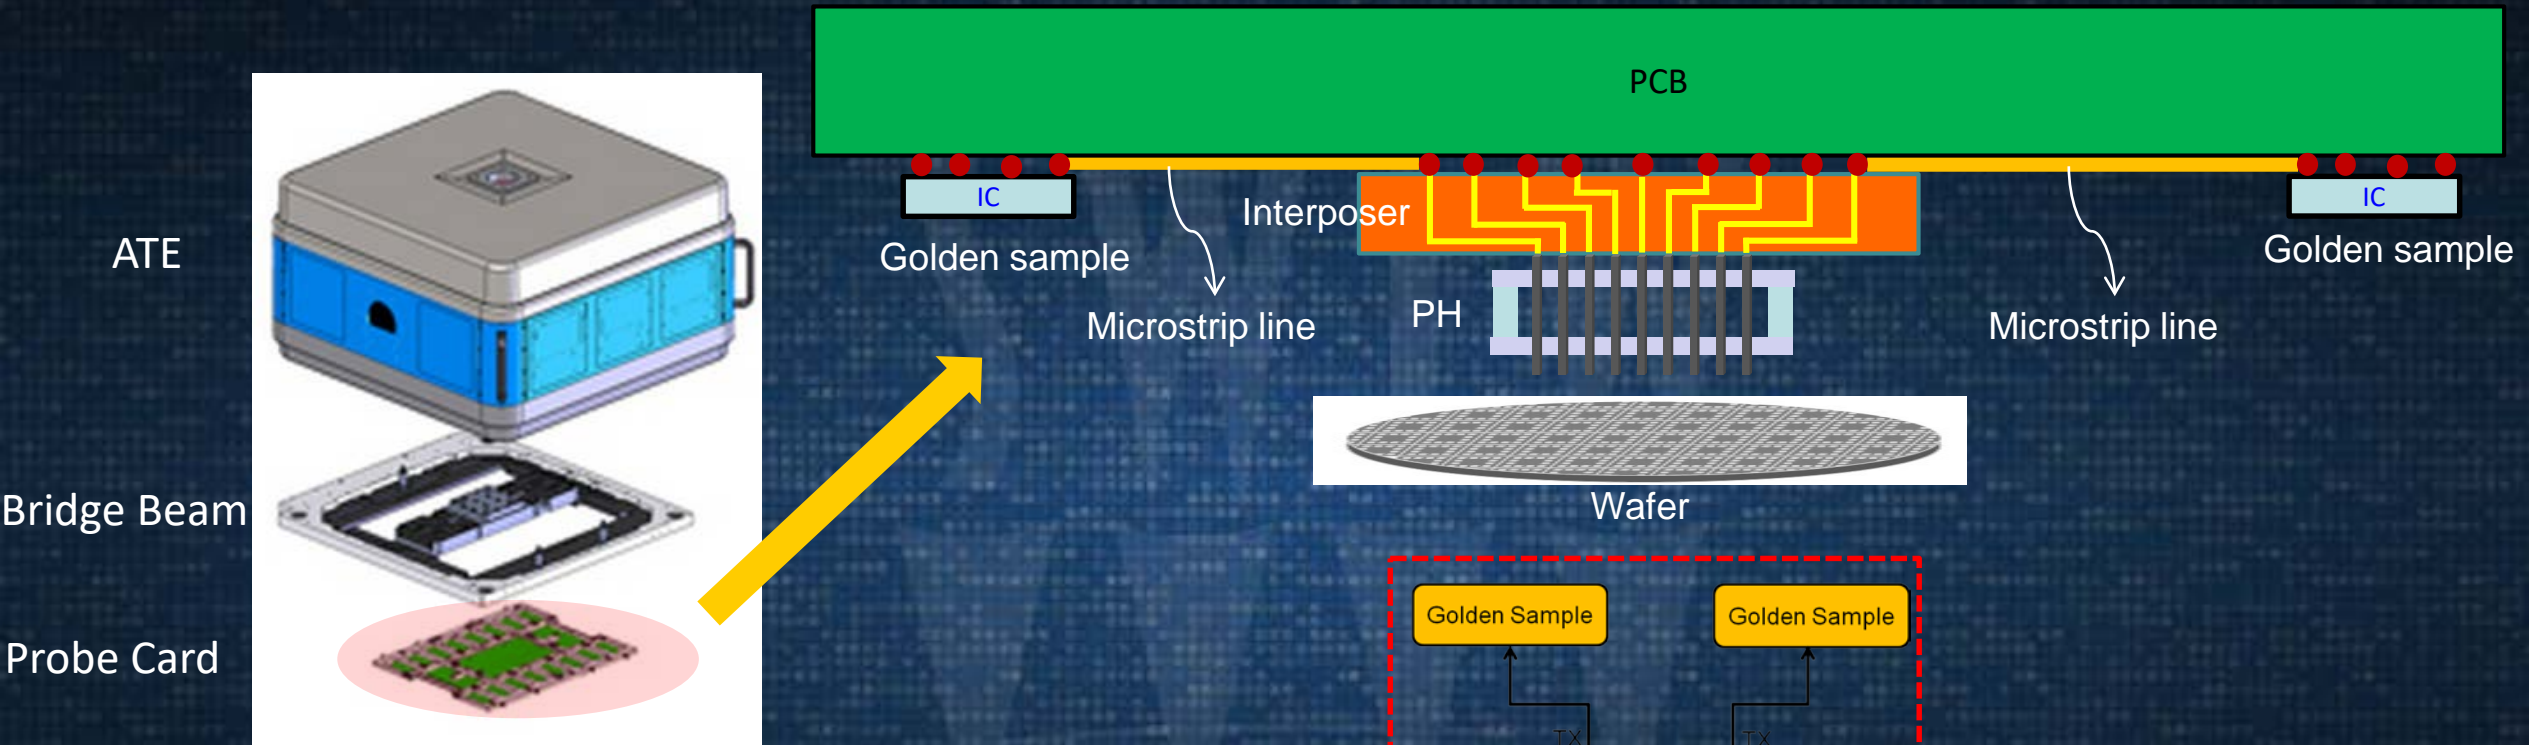 PCB
IC
IC
Interposer
ATE
Golden sample
Golden sample
PH
Microstrip line
Microstrip line
Bridge Beam
Wafer
Golden Sample
Golden Sample
Probe Card
TX
TX